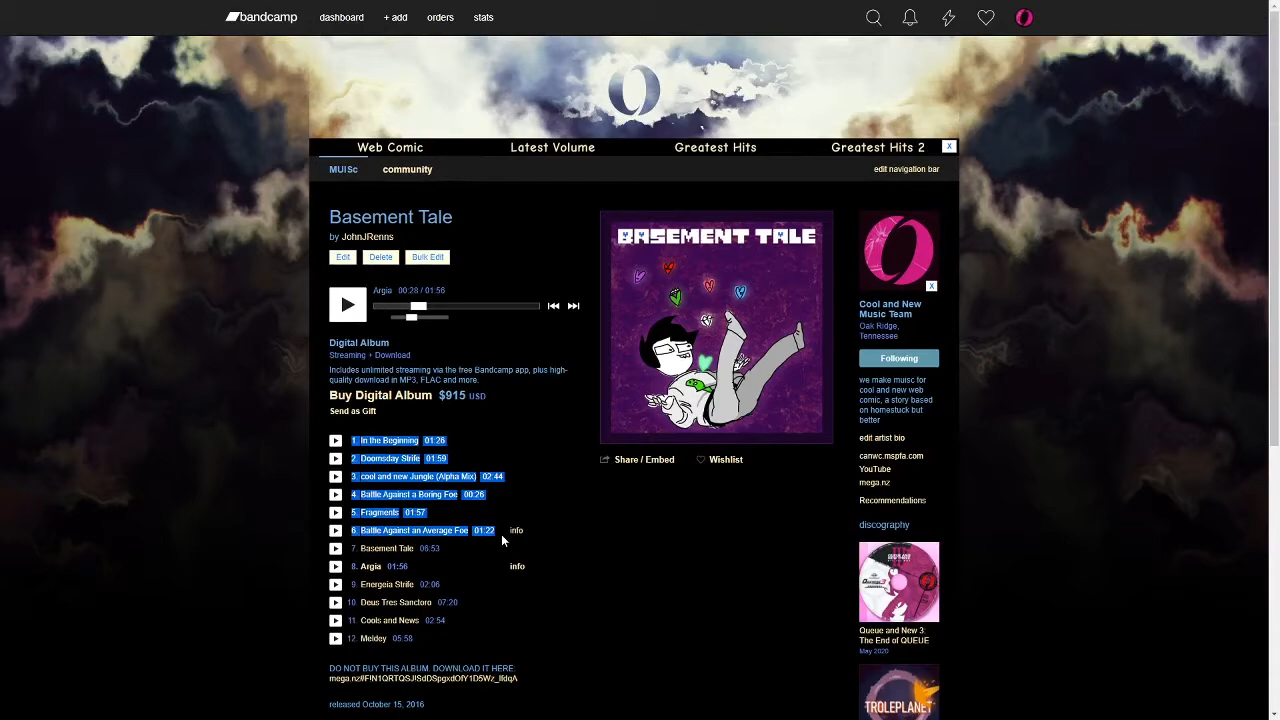 bandcamp dashboard + add orders stats
Web Comic Latest Volume Greatest Hits Greatest Hits 2 X
MUISc community edit navigation bar
Basement Tale
by JohnJRenns
Edit Delete Bulk Edit
Argia 00:28 / 01:56
Digital Album
Streaming + Download
Includes unlimited streaming via the free Bandcamp app, plus high-
quality download in MP3, FLAC and more.
Buy Digital Album $915 USD
Send as Gift
1. In the Beginning 01:26
2. Doomsday Strife 01:59
3. cool and new Jungle (Alpha Mix) 02:44
4. Battle Against a Boring Foe 00:26
5. Fragments 01:57
6. Battle Against an Average Foe 01:22 info
7. Basement Tale 06:53
8. Argia 01:56 info
9. Energeia Strife 02:06
10. Deus Tres Sanctoro 07:20
11. Cools and News 02:54
12. Meldey 05:58
DO NOT BUY THIS ALBUM. DOWNLOAD IT HERE:
released October 15, 2016
BASEMENT TALE
Share / Embed Wishlist
X
Cool and New
Music Team
Oak Ridge,
Tennessee
Following
we make muisc for
cool and new web
comic, a story based
on homestuck but
better
edit artist bio
canwc.mspfa.com
YouTube
mega.nz
Recommendations
discography
Queue and New 3:
The End of QUEUE
May 2020
TROLEPLANET